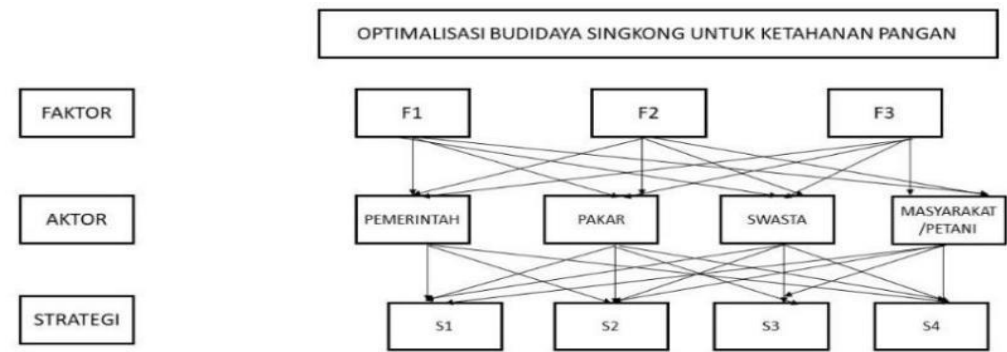 OPTIMALISASI BUDIDAYA SINGKONG UNTUK KETAHANAN PANGAN
FAKTOR
F1
F2
F3
AKTOR
PEMERINTAH
PAKAR
SWASTA
MASYARAKAT
/PETANI
STRATEGI
S1
S2
S3
S4